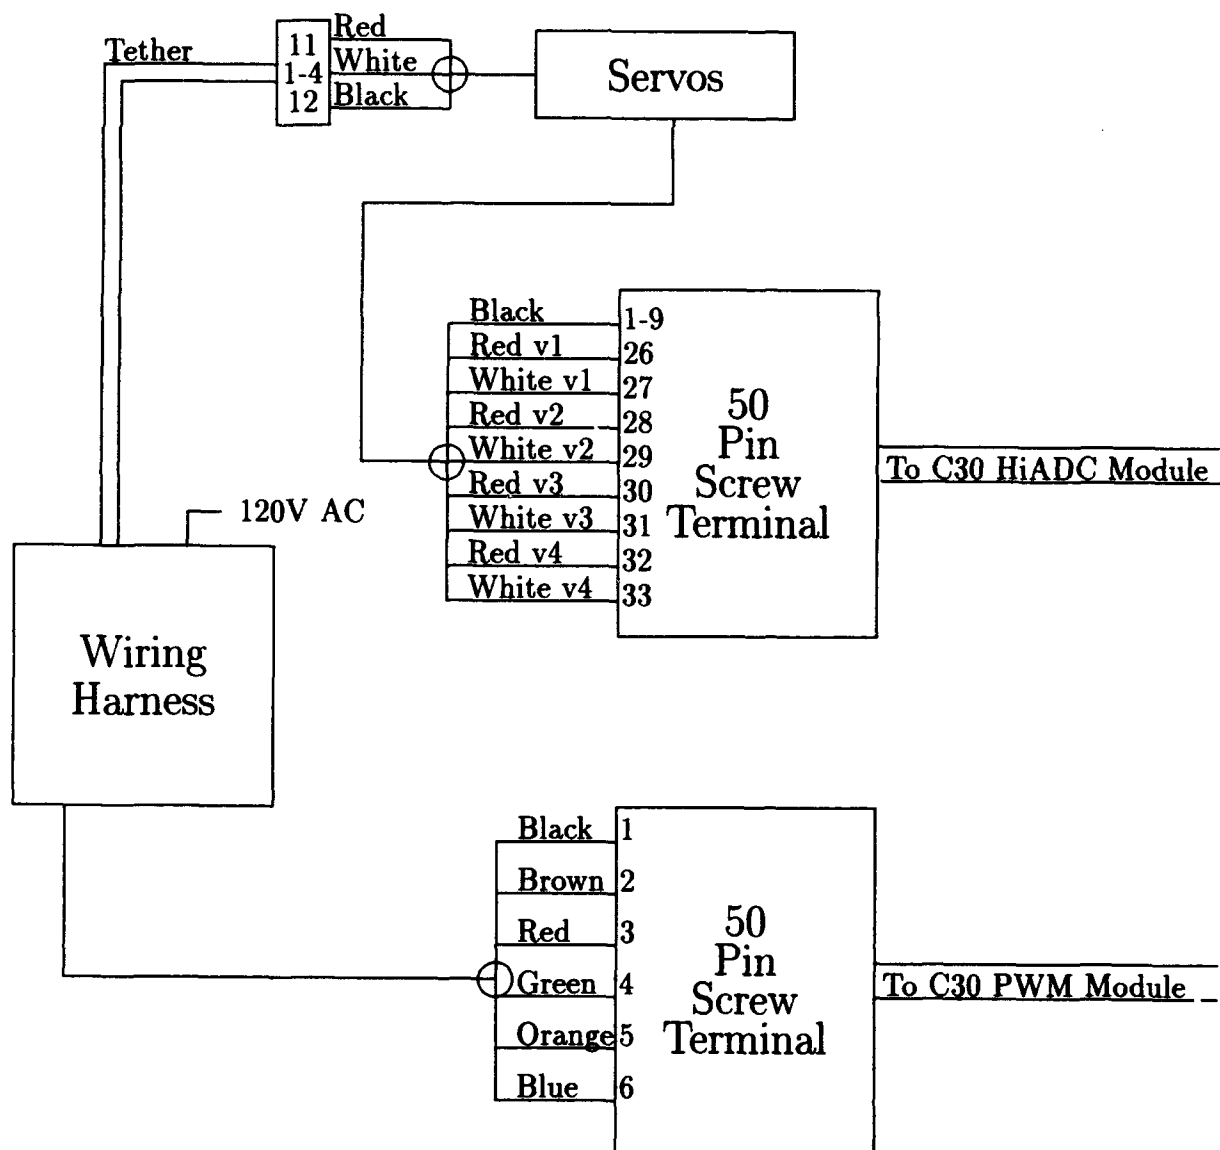 Tether
11
1-4
12
Red
White
Black
Servos
Black 1-9
Red v1 26
White v1 27
Red v2 28
White v2 29
Red v3 30
White v3 31
Red v4 32
White v4 33
50
Pin
Screw
Terminal
To C30 HiADC Module
120V AC
Wiring
Harness
Black 1
Brown 2
Red 3
Green 4
Orange 5
Blue 6
50
Pin
Screw
Terminal
To C30 PWM Module